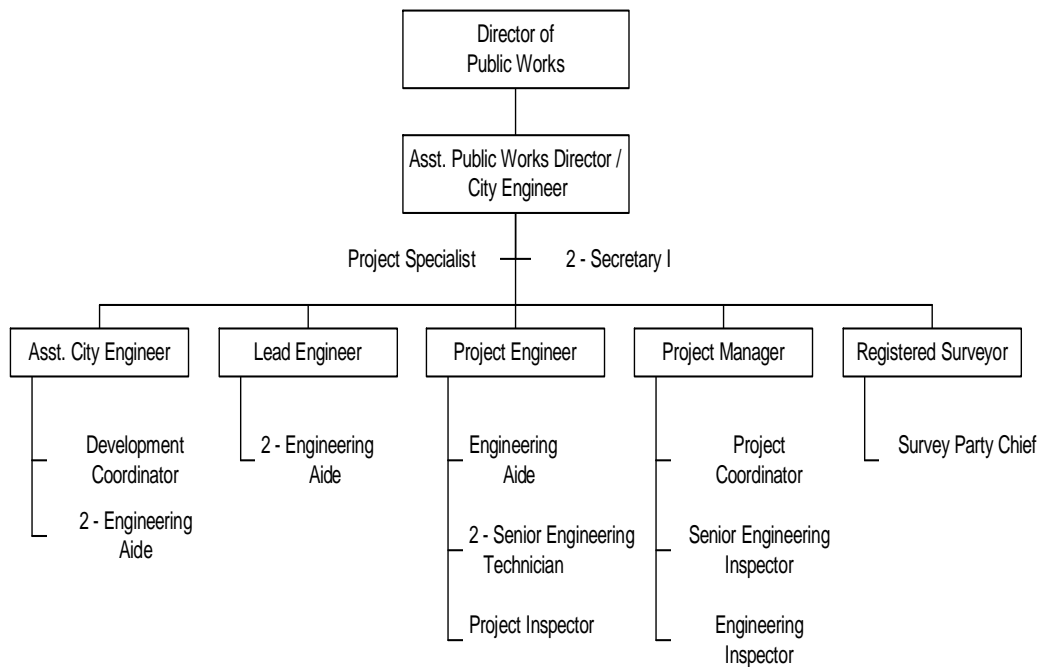 Director of
Public Works
Asst. Public Works Director /
City Engineer
Project Specialist
2 - Secretary I
Asst. City Engineer
Lead Engineer
Project Engineer
Project Manager
Registered Surveyor
Development
Coordinator
2 - Engineering
Aide
2 - Engineering
Aide
Engineering
Aide
2 - Senior Engineering
Technician
Project Inspector
Project
Coordinator
Senior Engineering
Inspector
Engineering
Inspector
Survey Party Chief